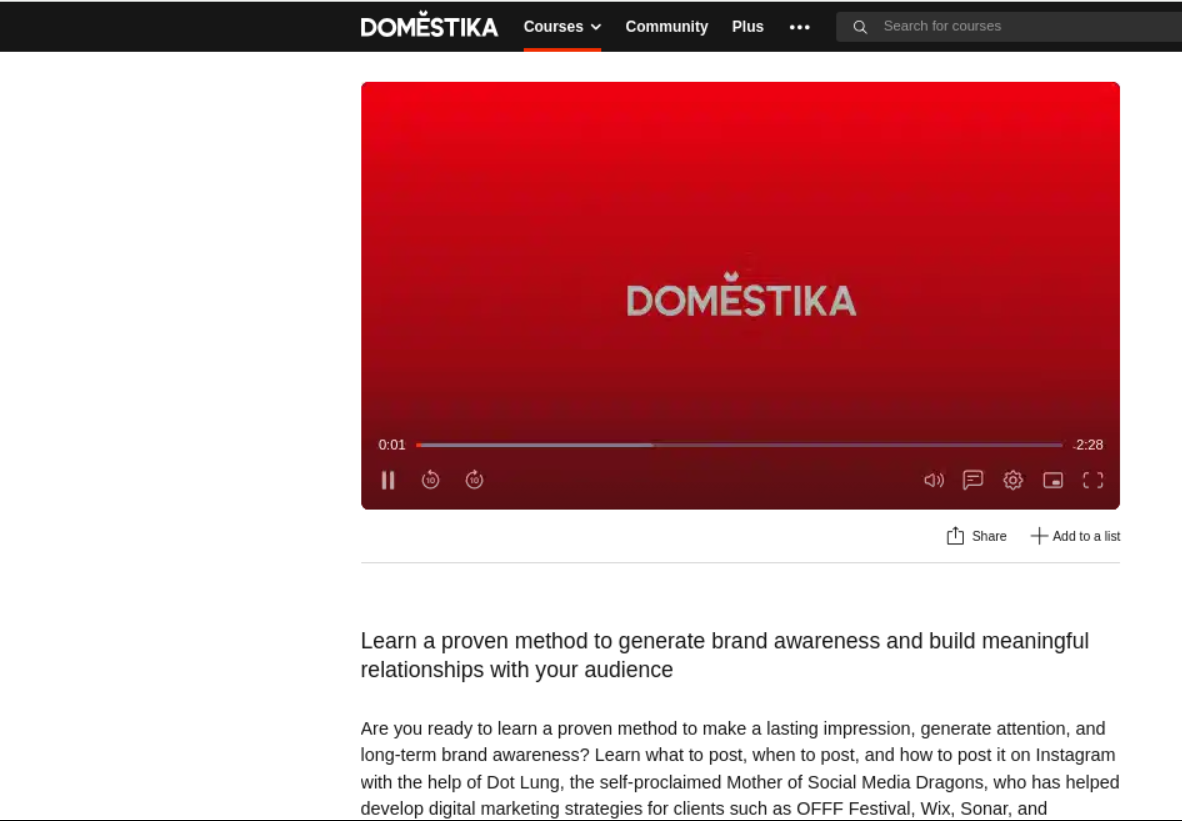 DOMĚSTIKA Courses Community Plus ••• Search for courses
DOMĚSTIKA
0:01 -2:28
10 10
Share Add to a list
Learn a proven method to generate brand awareness and build meaningful
relationships with your audience
Are you ready to learn a proven method to make a lasting impression, generate attention, and
long-term brand awareness? Learn what to post, when to post, and how to post it on Instagram
with the help of Dot Lung, the self-proclaimed Mother of Social Media Dragons, who has helped
develop digital marketing strategies for clients such as OFFF Festival, Wix, Sonar, and